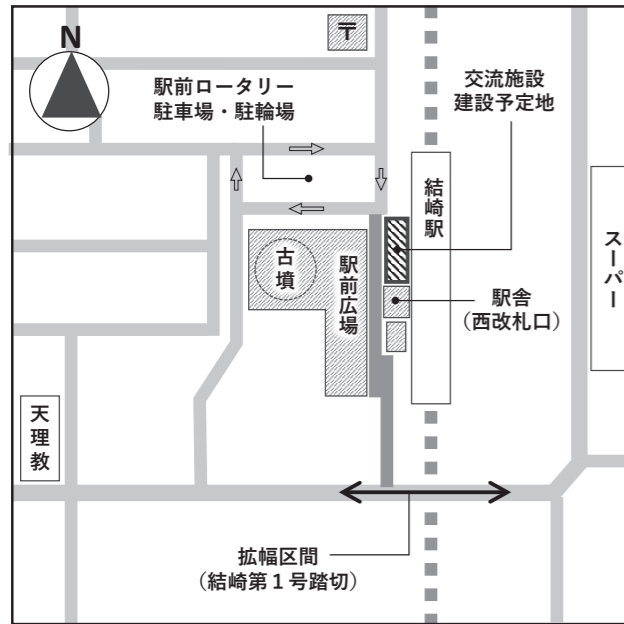 N
〒
駅前ロータリー
駐車場・駐輪場
交流施設
建設予定地
結崎駅
スーパー
古墳
駅前広場
駅舎
（西改札口）
天理教
拡幅区間
（結崎第１号踏切）